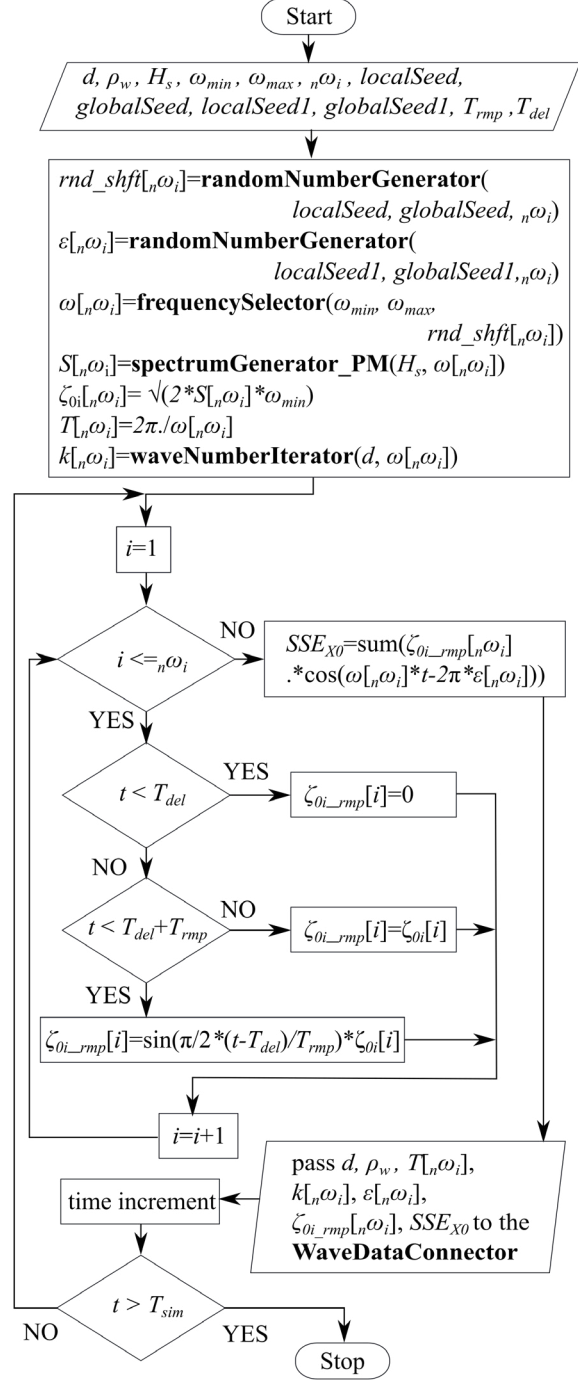 Start
d, ρw, Hs, ωmin, ωmax, nωi, localSeed,
globalSeed, localSeed1, globalSeed1, Trmp ,Tdel
rnd_shft[nωi]=randomNumberGenerator(
localSeed, globalSeed, nωi)
ε[nωi]=randomNumberGenerator(
localSeed1, globalSeed1,nωi)
ω[nωi]=frequencySelector(ωmin, ωmax,
rnd_shft[nωi])
S[nωi]=spectrumGenerator_PM(Hs, ω[nωi])
ζ0i[nωi]= √(2*S[nωi]*ωmin)
T[nωi]=2π./ω[nωi]
k[nωi]=waveNumberIterator(d, ω[nωi])
i=1
i <=nωi
NO
SSEX0=sum(ζ0i_rmp[nωi]
.*cos(ω[nωi]*t-2π*ε[nωi]))
YES
t < Tdel
YES
ζ0i_rmp[i]=0
NO
t < Tdel+Trmp
NO
ζ0i_rmp[i]=ζ0i[i]
YES
ζ0i_rmp[i]=sin(π/2*(t-Tdel)/Trmp)*ζ0i[i]
i=i+1
pass d, ρw, T[nωi],
k[nωi], ε[nωi],
ζ0i_rmp[nωi], SSEX0 to the
WaveDataConnector
time increment
t > Tsim
NO
YES
Stop